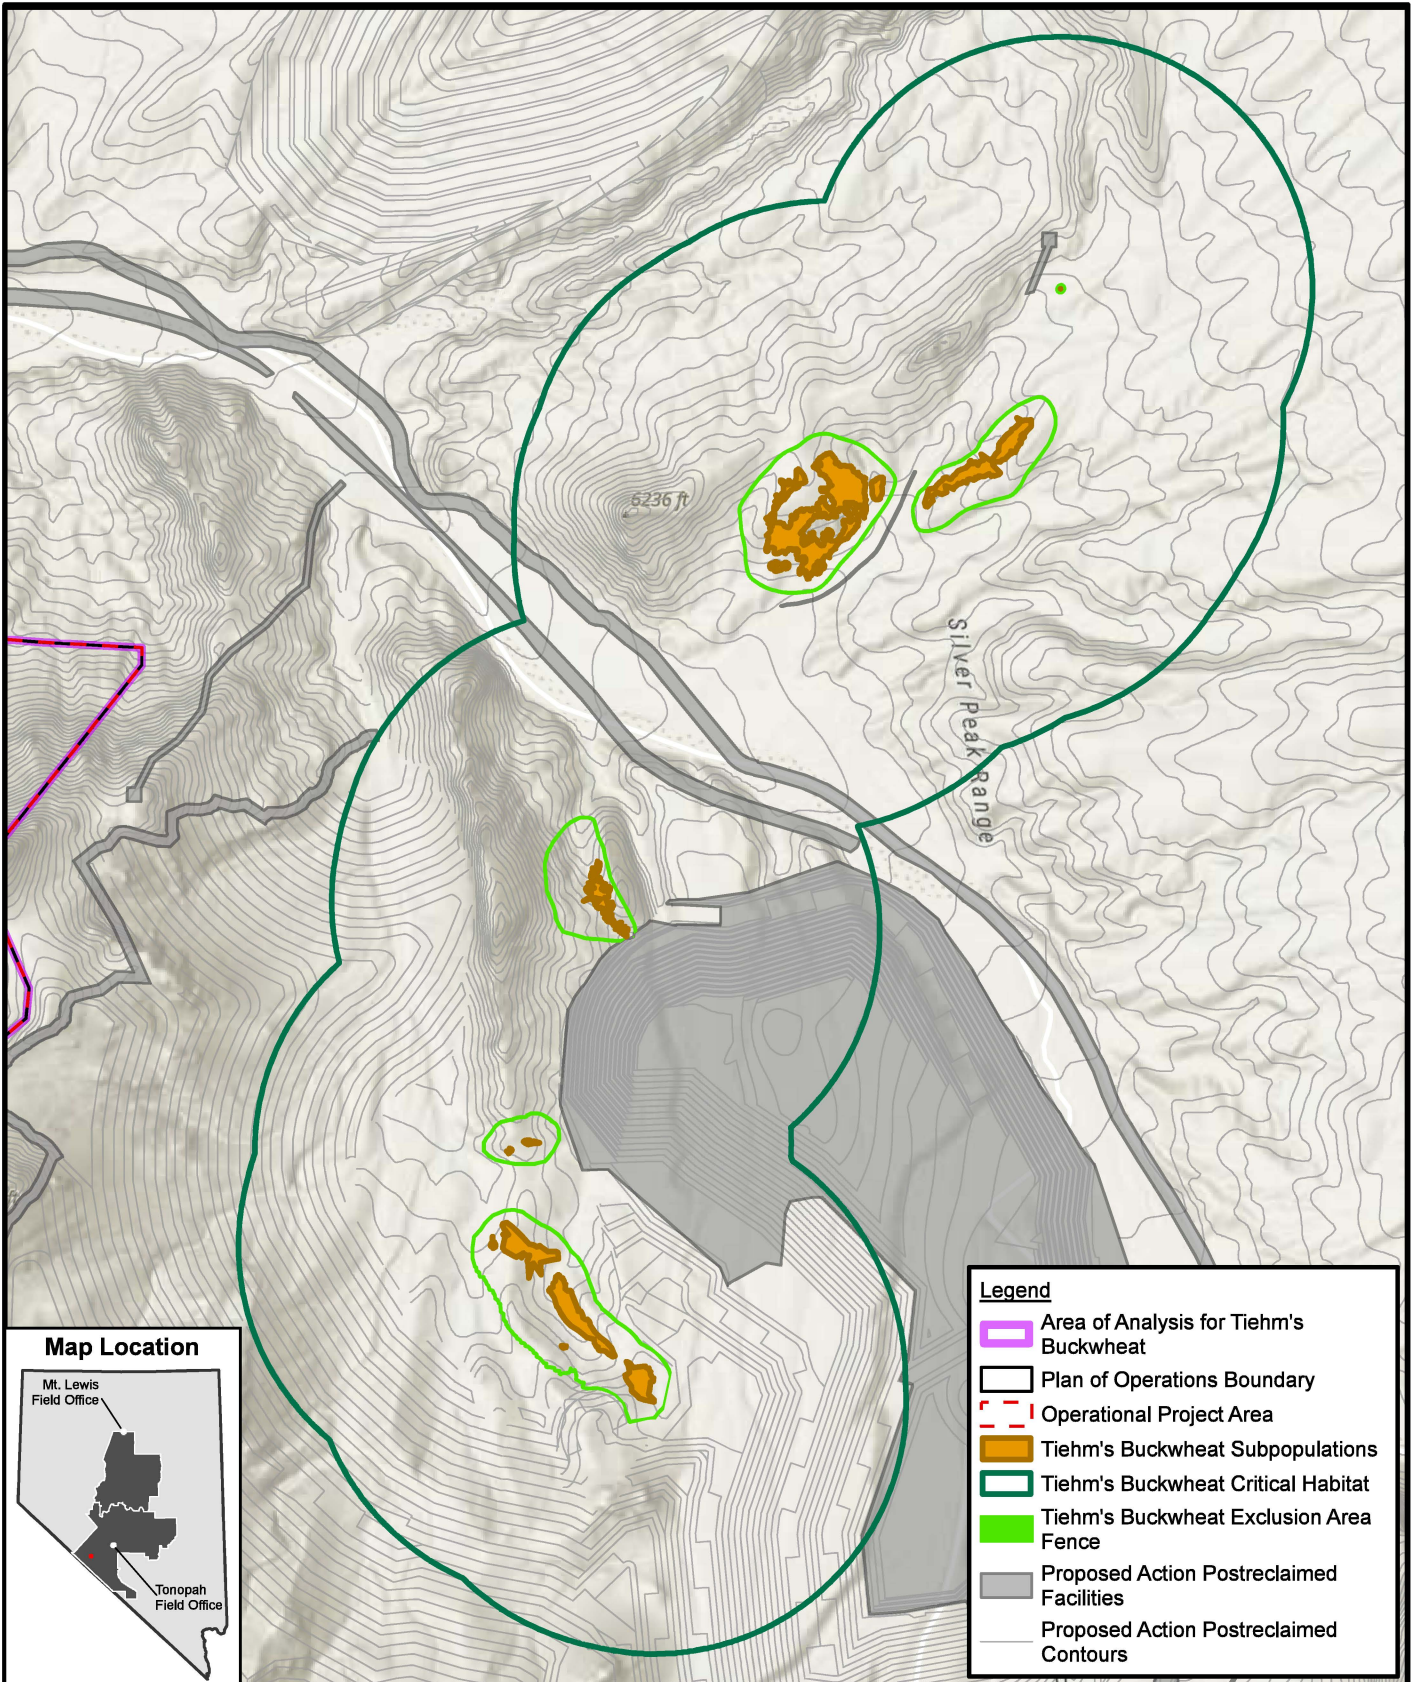 6236 ft
Silver Peak Range
Legend
Area of Analysis for Tiehm's
Buckwheat
Plan of Operations Boundary
Operational Project Area
Tiehm's Buckwheat Subpopulations
Tiehm's Buckwheat Critical Habitat
Tiehm's Buckwheat Exclusion Area
Fence
Proposed Action Postreclaimed
Facilities
Proposed Action Postreclaimed
Contours
Map Location
Mt. Lewis
Field Office
Tonopah
Field Office